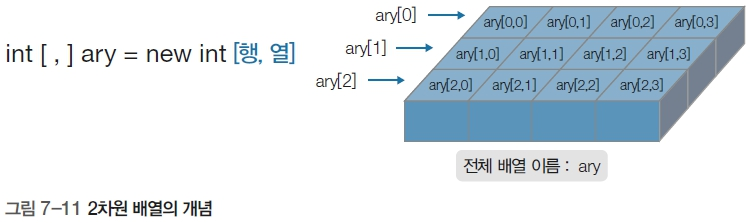 int [ , ] ary = new int [행, 열]
ary[0]
ary[0,0] ary[0,1] ary[0,2] ary[0,3]
ary[1]
ary[1,0] ary[1,1] ary[1,2] ary[1,3]
ary[2]
ary[2,0] ary[2,1] ary[2,2] ary[2,3]
전체 배열 이름 : ary
그림 7-11 2차원 배열의 개념